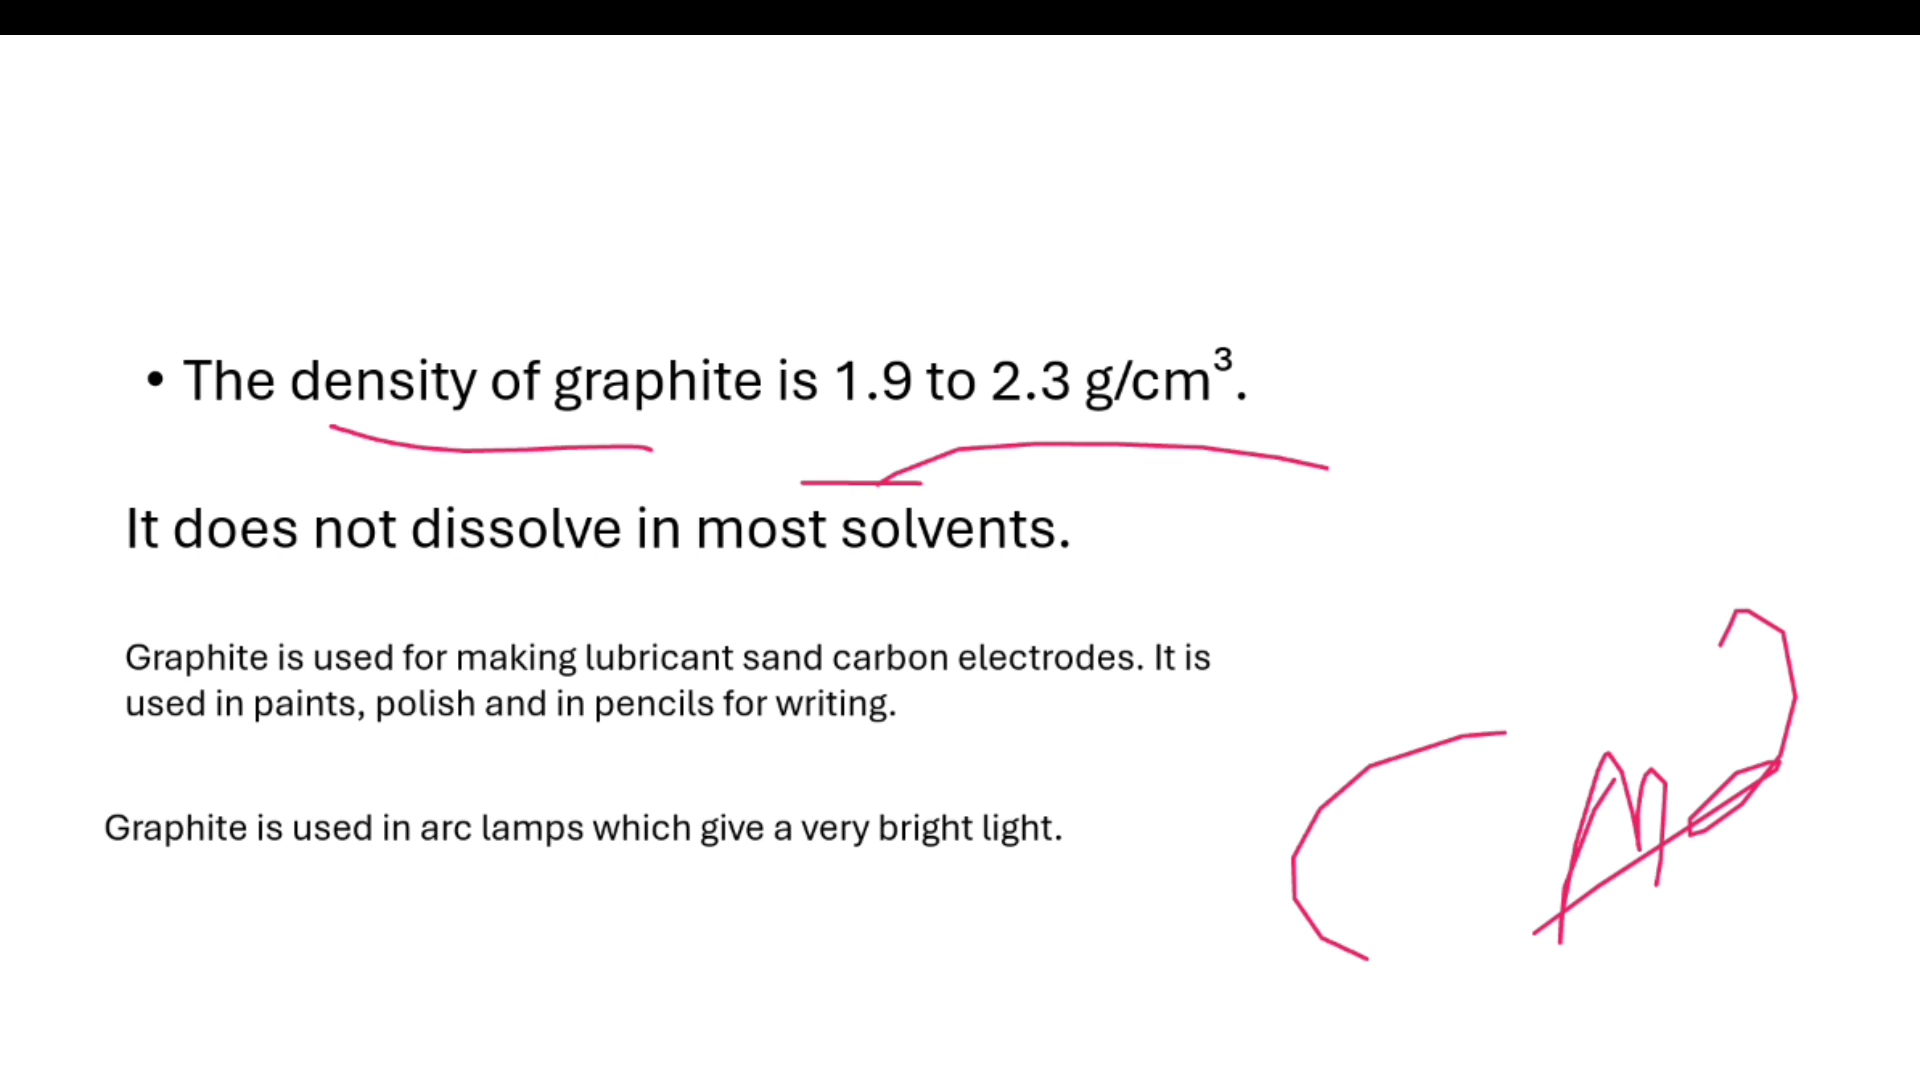 • The density of graphite is 1.9 to 2.3 g/cm³.
It does not dissolve in most solvents.
Graphite is used for making lubricant sand carbon electrodes. It is
used in paints, polish and in pencils for writing.
Graphite is used in arc lamps which give a very bright light.